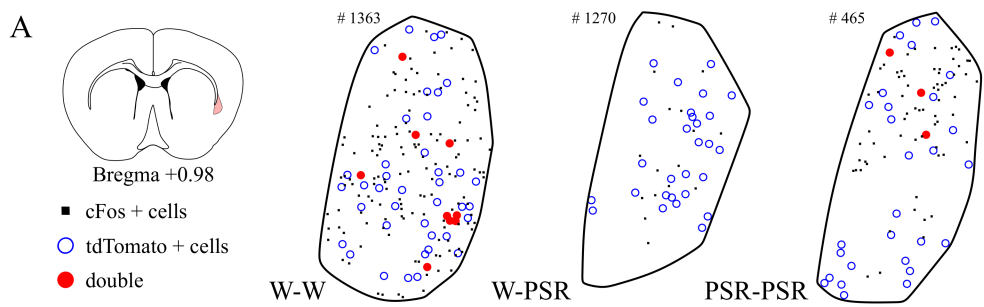 A
# 1363
# 1270
# 465
Bregma +0.98
cFos + cells
tdTomato + cells
double
W-W
W-PSR
PSR-PSR